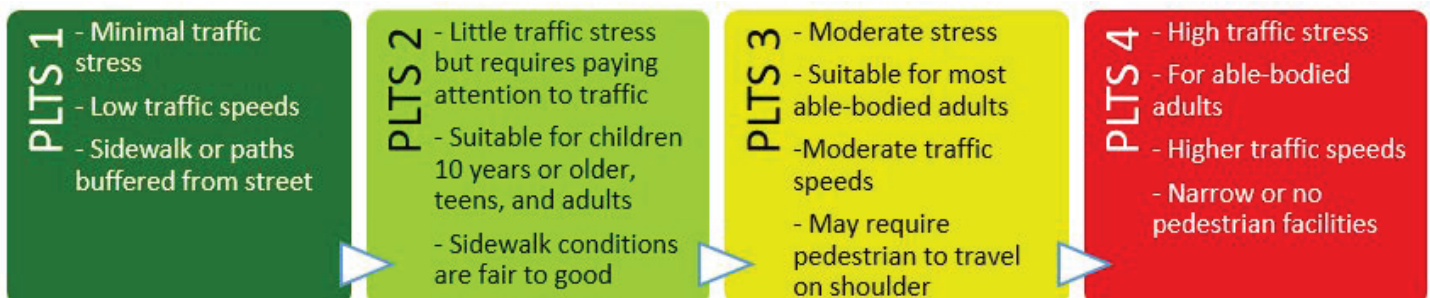 PLTS 1
- Minimal traffic
stress
- Low traffic speeds
- Sidewalk or paths
buffered from street
PLTS 2
- Little traffic stress
but requires paying
attention to traffic
- Suitable for children
10 years or older,
teens, and adults
- Sidewalk conditions
are fair to good
PLTS 3
- Moderate stress
- Suitable for most
able-bodied adults
-Moderate traffic
speeds
- May require
pedestrian to travel
on shoulder
PLTS 4
- High traffic stress
- For able-bodied
adults
- Higher traffic speeds
- Narrow or no
pedestrian facilities